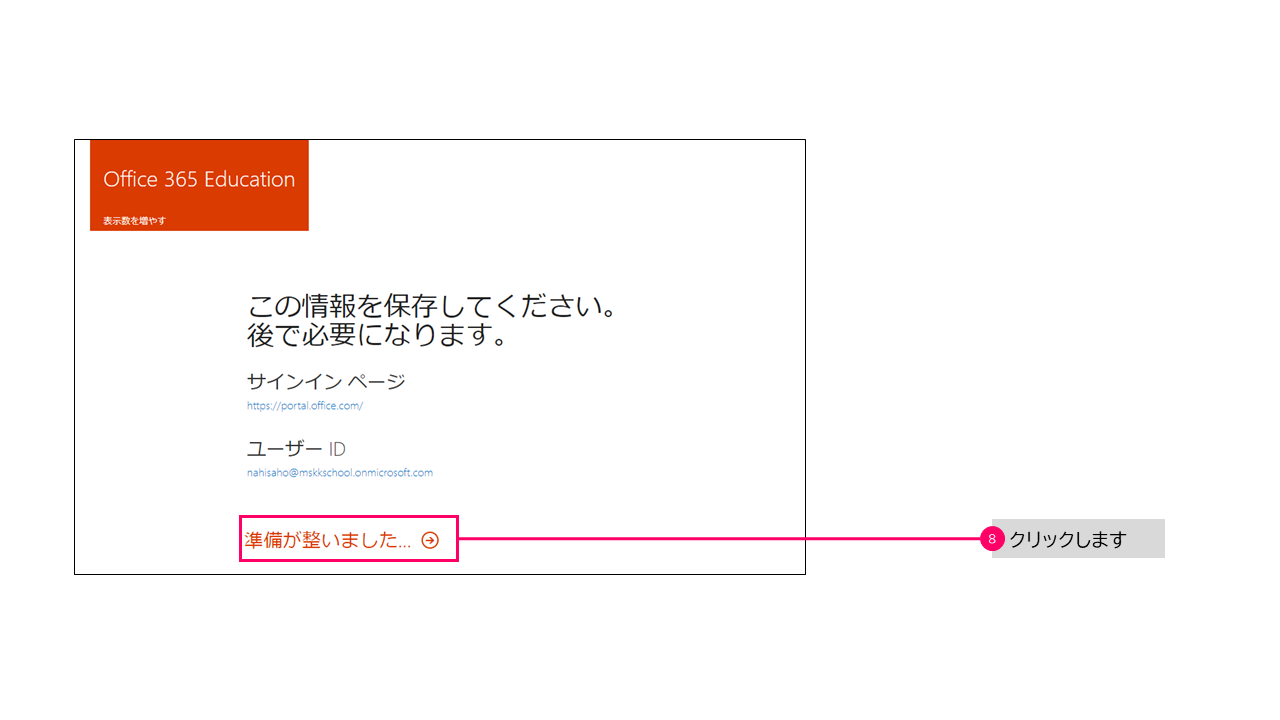 Office 365 Education
表示数を増やす
この情報を保存してください。
後で必要になります。
サインイン ページ
https://portal.office.com/
ユーザー ID
nahisaho@mskkschool.onmicrosoft.com
準備が整いました...
8 クリックします